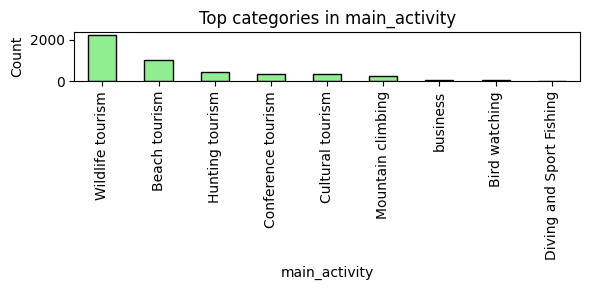 Top categories in main_activity
Count
2000
0
Wildlife tourism
Beach tourism
Hunting tourism
Conference tourism
Cultural tourism
Mountain climbing
business
Bird watching
Diving and Sport Fishing
main_activity